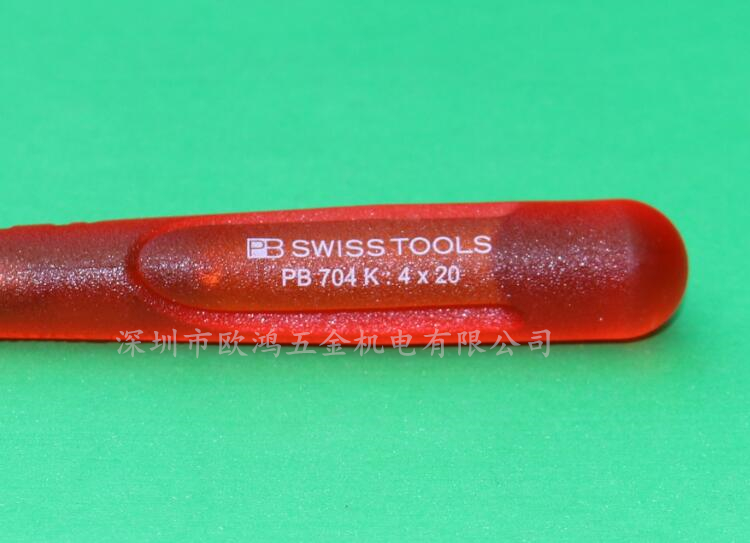 PB SWISS TOOLS
PB 704 K : 4 x 20
深圳市欧鸿五金机电有限公司